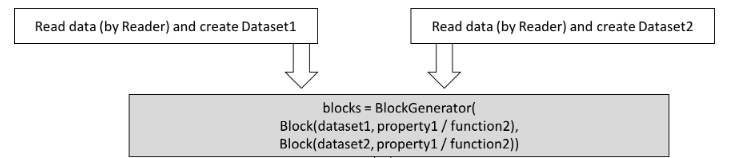 Read data (by Reader) and create Dataset1
Read data (by Reader) and create Dataset2
blocks = BlockGenerator(
Block(dataset1, property1 / function2),
Block(dataset2, property1 / function2))